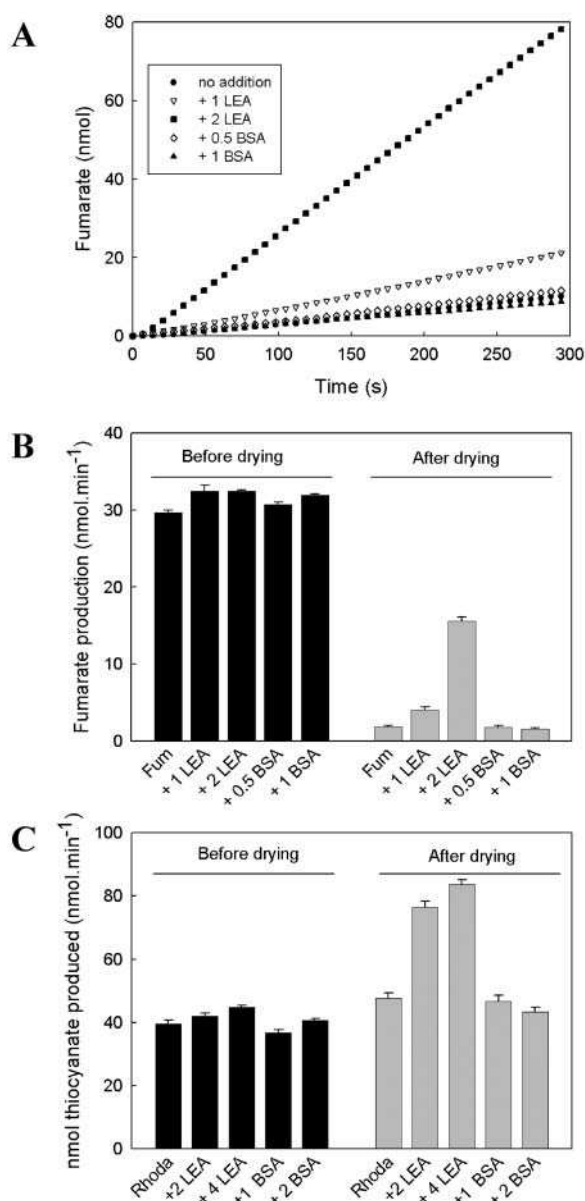 A
Fumarate (nmol)
80
60
40
20
0
no addition
+ 1 LEA
+ 2 LEA
+ 0.5 BSA
+ 1 BSA
0 50 100 150 200 250 300
Time (s)
B
Fumarate production (nmol.min⁻¹)
40
30
20
10
0
Before drying After drying
Fum + 1 LEA + 2 LEA + 0.5 BSA + 1 BSA Fum + 1 LEA + 2 LEA + 0.5 BSA + 1 BSA
C
nmol thiocyanate produced (nmol.min⁻¹)
100
80
60
40
20
0
Before drying After drying
Rhoda +2 LEA + 4 LEA +1 BSA + 2 BSA Rhoda +2 LEA + 4 LEA +1 BSA + 2 BSA